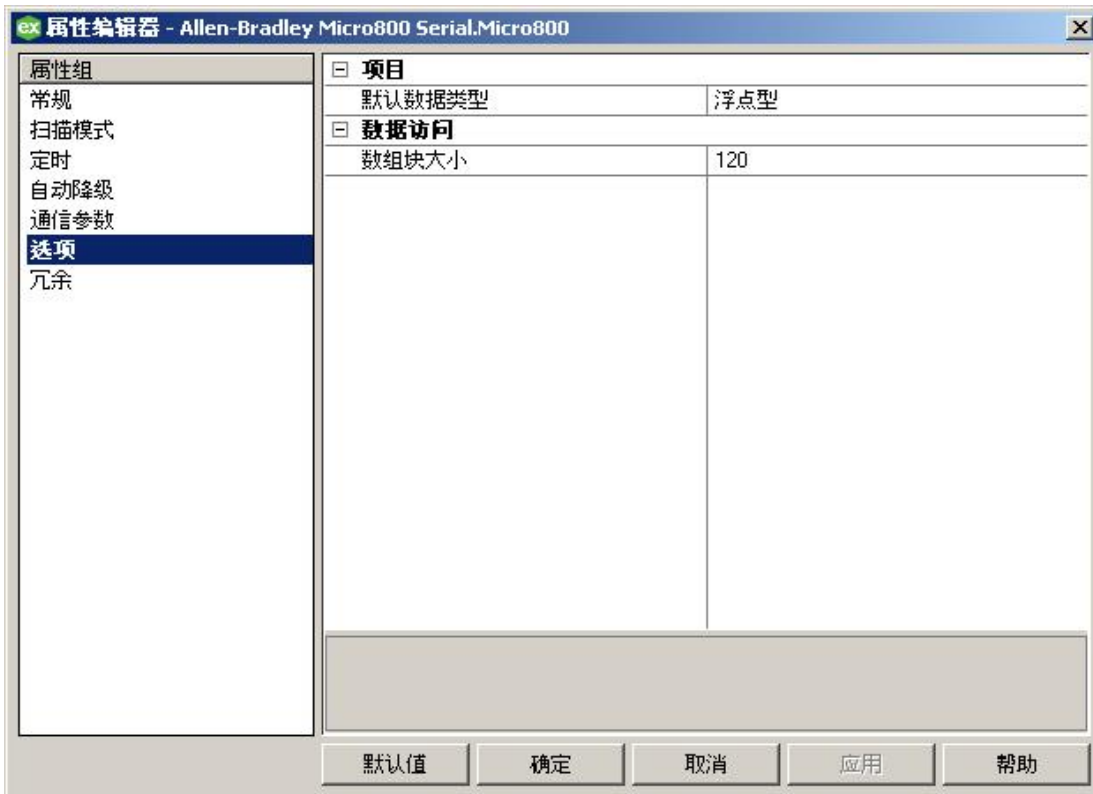 ex 属性编辑器 - Allen-Bradley Micro800 Serial.Micro800
属性组
常规
扫描模式
定时
自动降级
通信参数
选项
冗余
项目
默认数据类型 浮点型
数据访问
数组块大小 120
默认值 确定 取消 应用 帮助